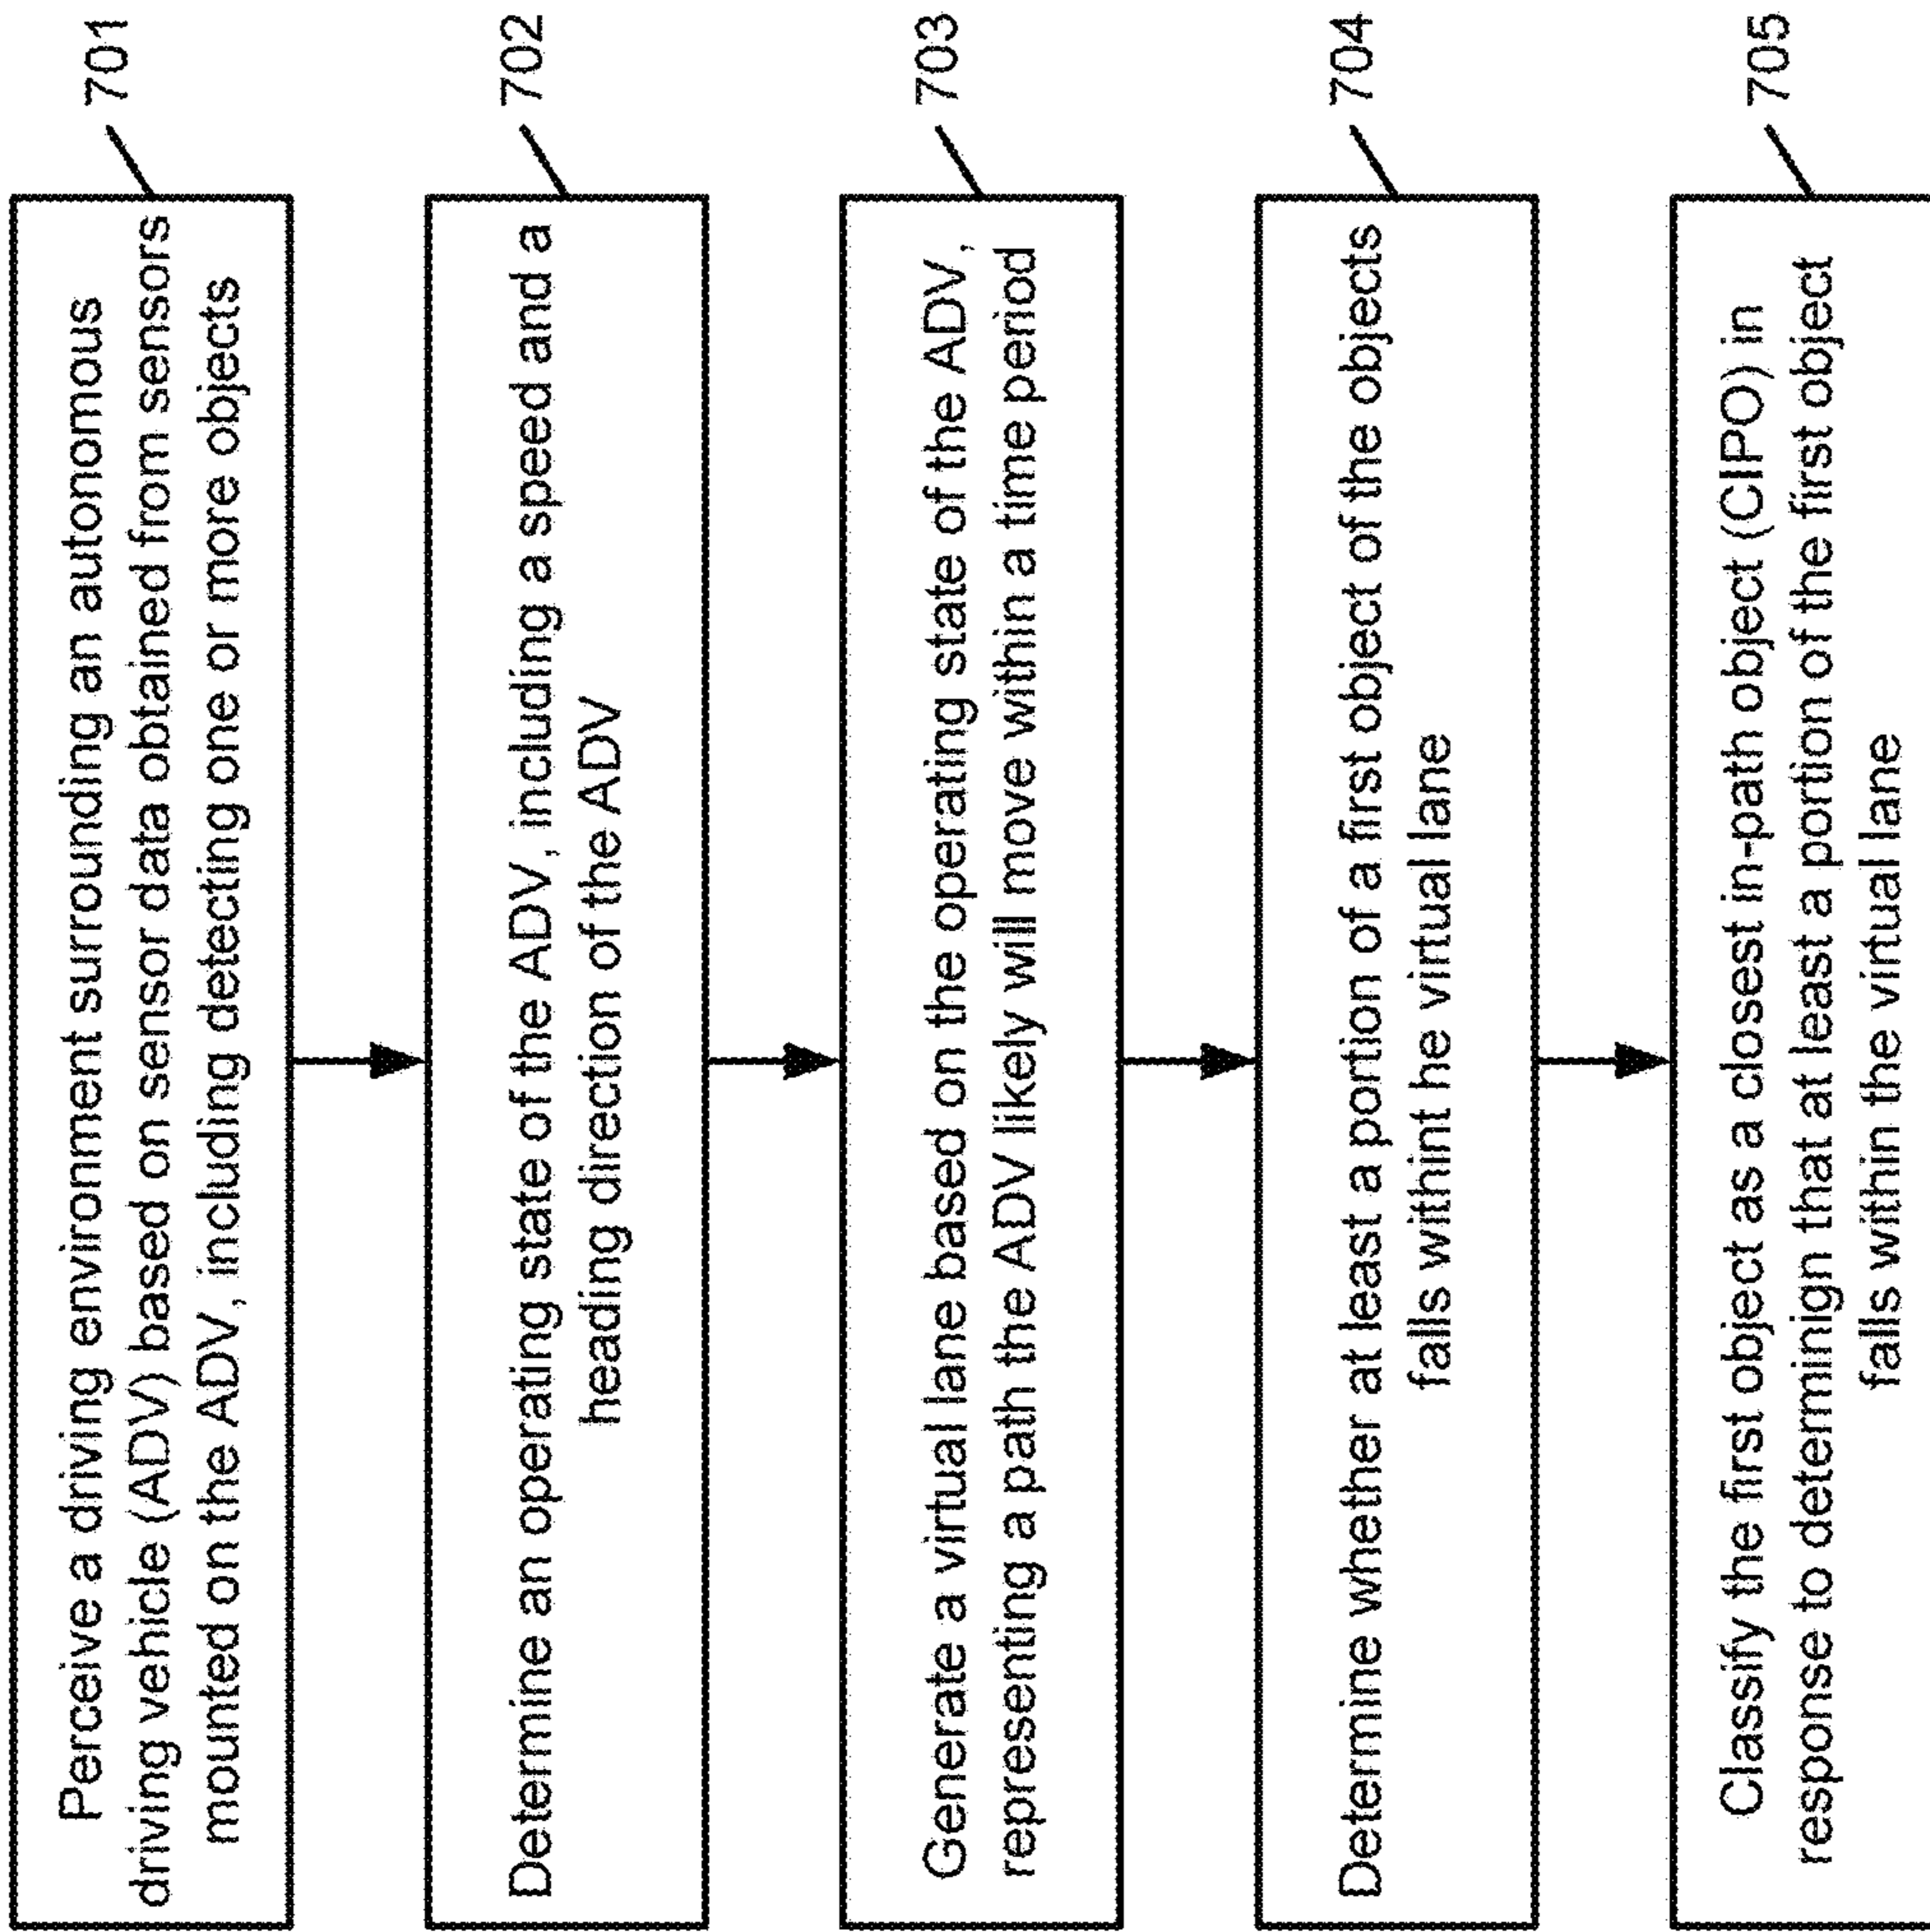 701
Perceive a driving environment surrounding an autonomous
driving vehicle (ADV) based on sensor data obtained from sensors
mounted on the ADV, including detecting one or more objects
702
Determine an operating state of the ADV, including a speed and a
heading direction of the ADV
703
Generate a virtual lane based on the operating state of the ADV,
representing a path the ADV likely will move within a time period
704
Determine whether at least a portion of a first object of the objects
falls withint he virtual lane
705
Classify the first object as a closest in-path object (CIPO) in
response to determinign that at least a portion of the first object
falls within the virtual lane